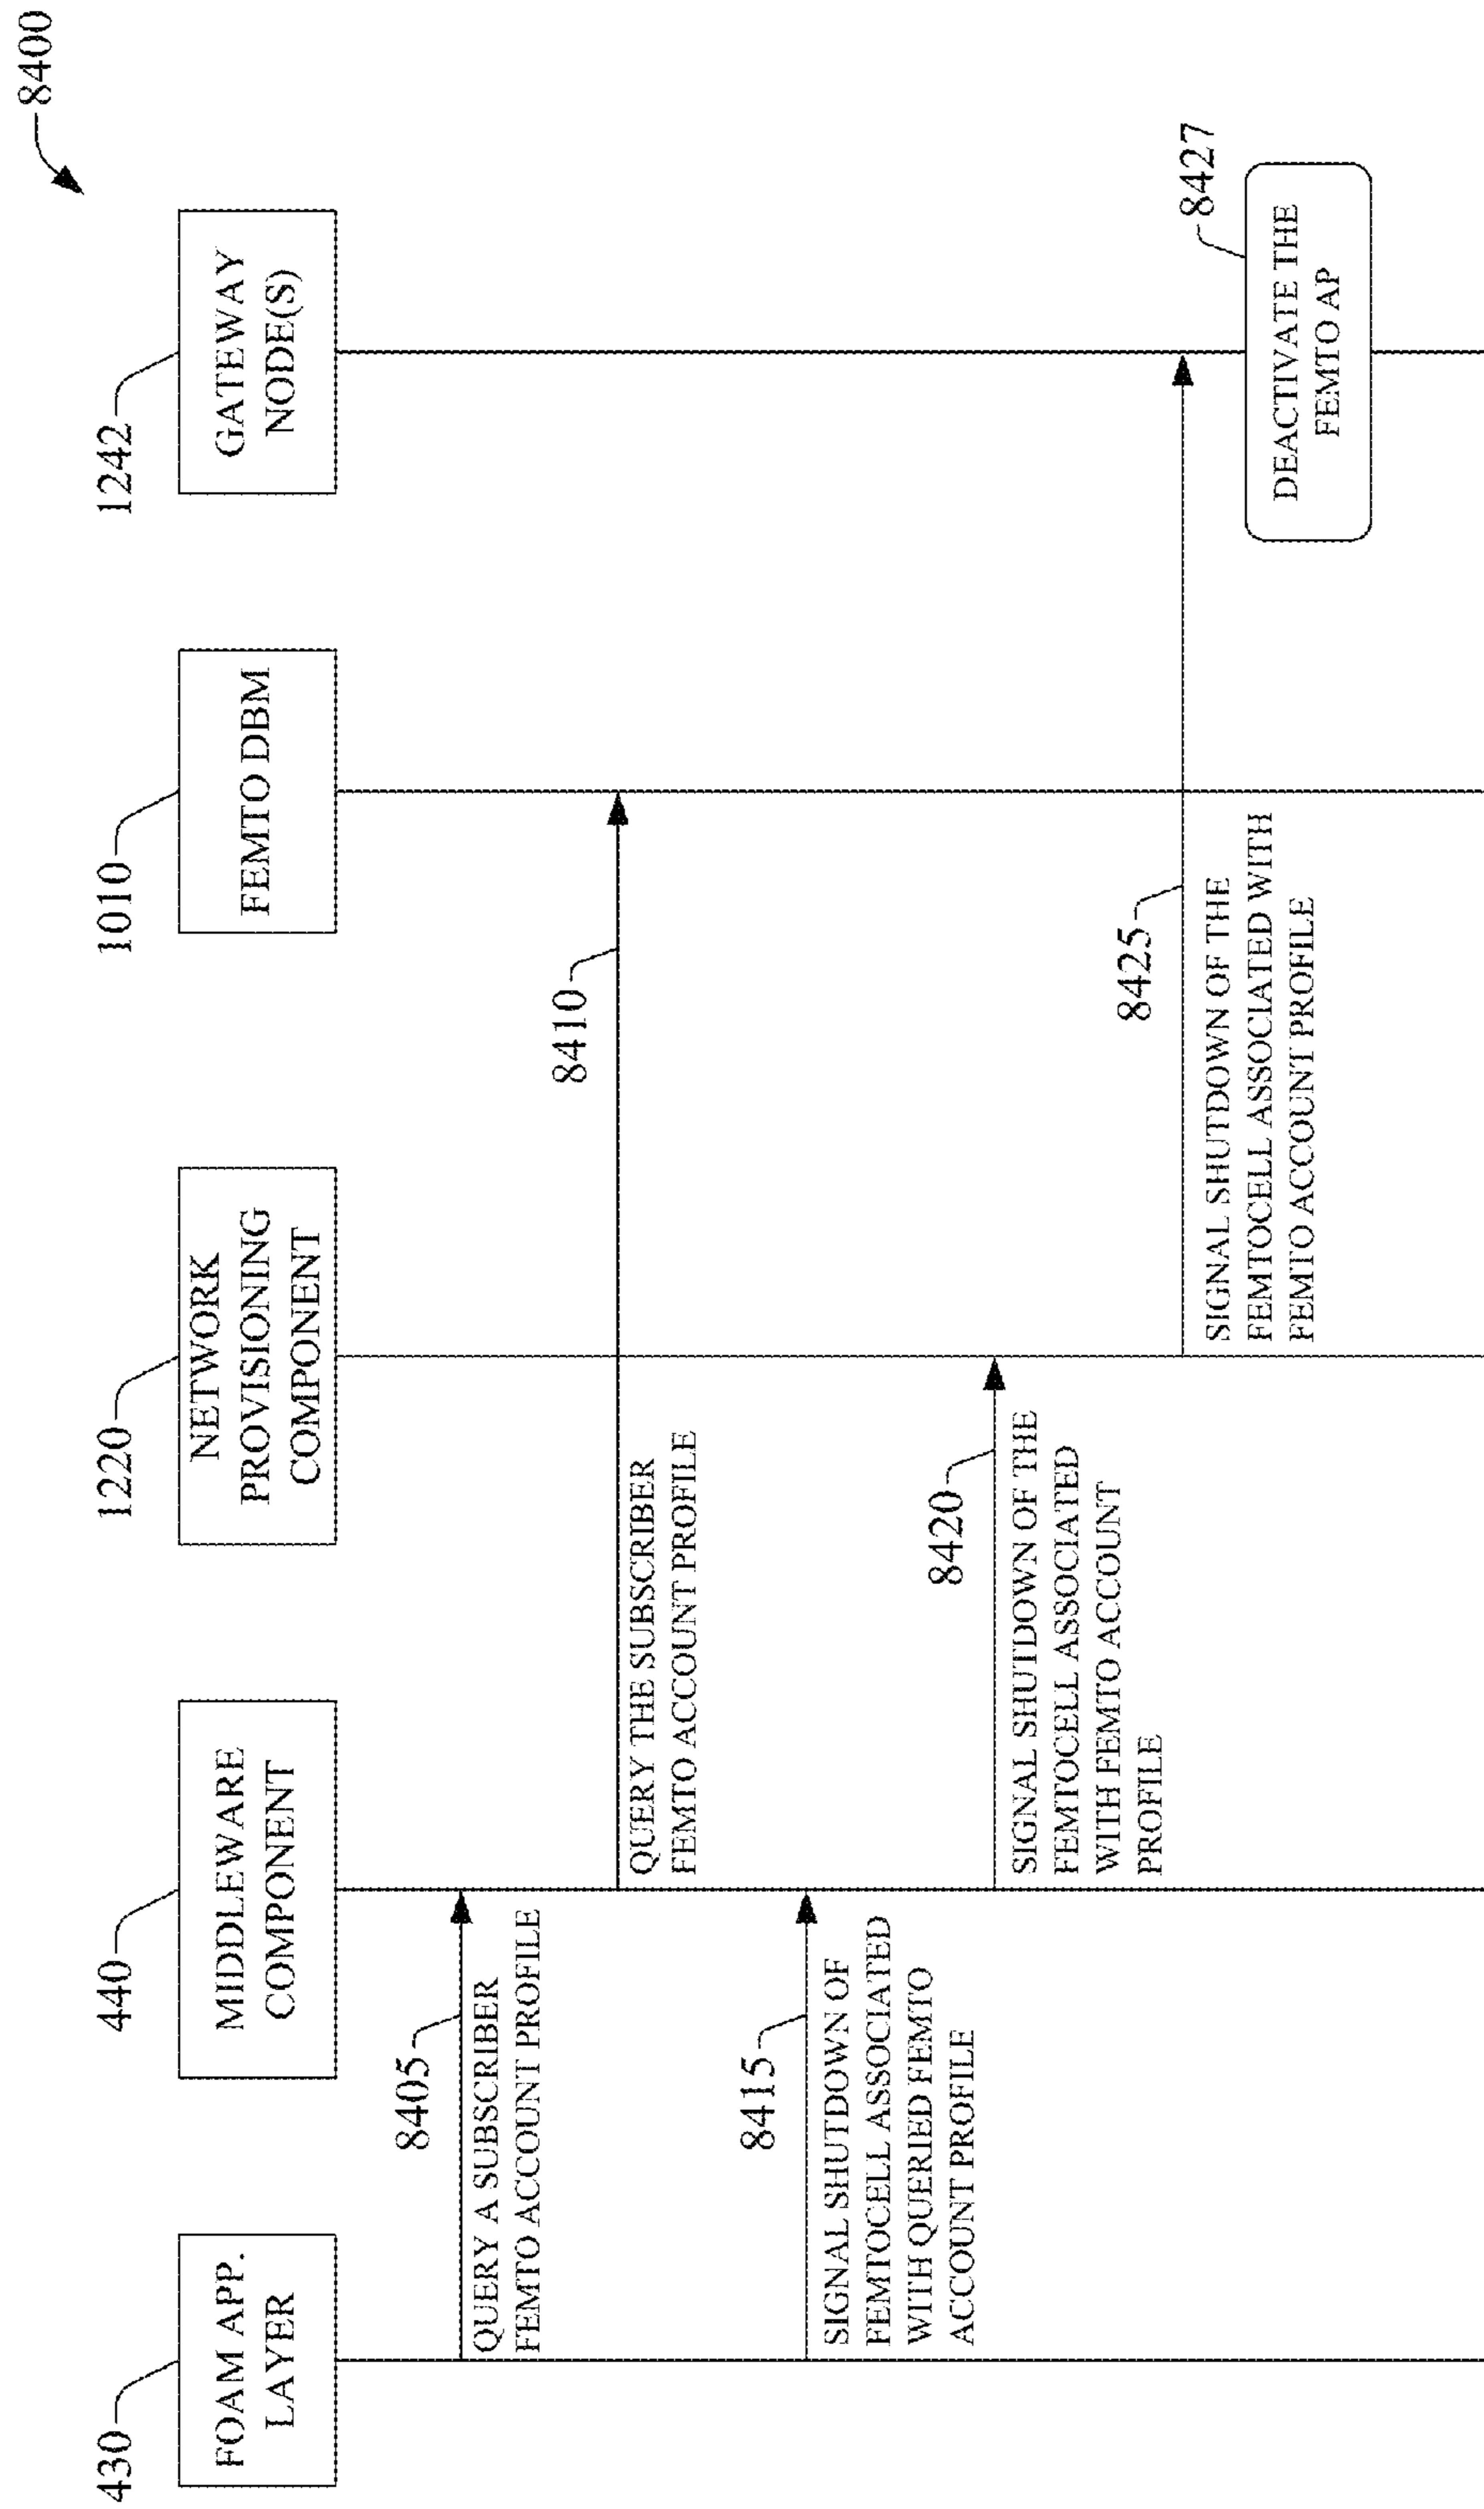 8400
430
FOAM APP.
LAYER
440
MIDDLEWARE
COMPONENT
1220
NETWORK
PROVISIONING
COMPONENT
1010
FEMTO DBM
1242
GATEWAY
NODE(S)
8405
QUERY A SUBSCRIBER
FEMTO ACCOUNT PROFILE
8410
QUERY THE SUBSCRIBER
FEMTO ACCOUNT PROFILE
8415
SIGNAL SHUTDOWN OF
FEMTOCELL ASSOCIATED
WITH QUERIED FEMTO
ACCOUNT PROFILE
8420
SIGNAL SHUTDOWN OF THE
FEMTOCELL ASSOCIATED
WITH FEMTO ACCOUNT
PROFILE
8425
SIGNAL SHUTDOWN OF THE
FEMTOCELL ASSOCIATED WITH
FEMTO ACCOUNT PROFILE
8427
DEACTIVATE THE
FEMTO AP